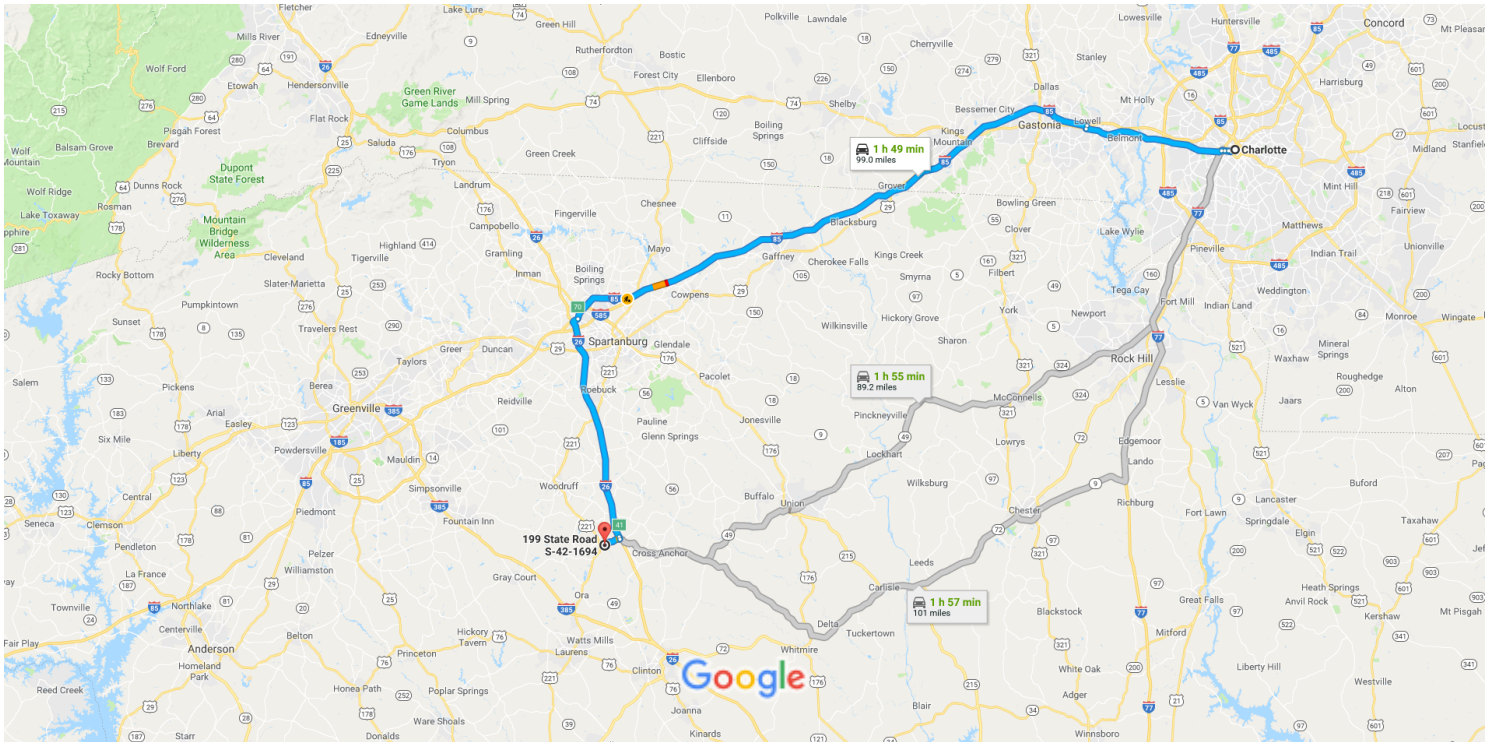 Fletcher
Lake Lure
Green Hill
Polkville
Lawndale
Lowesville
Huntersville
Concord
Mt Pleasant
Mills River
Edneyville
Rutherfordton
Bostic
Cherryville
Stanley
Wolf Ford
Etowah
Hendersonville
Forest City
Ellenboro
Dallas
Harrisburg
Green River
Game Lands
Mill Spring
Shelby
Bessemer City
Mt Holly
Pisgah Forest
Flat Rock
Columbus
Boiling
Springs
Kings
Mountain
Gastonia
Lowell
Belmont
Locust
Balsam Grove
Brevard
Saluda
Tryon
Cliffside
1 h 49 min
99.0 miles
Charlotte
Midland
Stanfield
Wolf
Mountain
Green Creek
Dupont
State Forest
Landrum
Grover
Mint Hill
Wolf Ridge
Dunns Rock
Rosman
Chesnee
Bowling Green
Fairview
Lake Toxaway
Mountain
Bridge
Wilderness
Area
Fingerville
Campobello
Blacksburg
Clover
Lake Wylie
Matthews
Pineville
Indian Trail
Unionville
Highland
Gramling
Mayo
Cleveland
Tigerville
Gaffney
Cherokee Falls
Kings Creek
Rocky Bottom
Slater-Marietta
Inman
Boiling
Springs
Smyrna
Filbert
Tega Cay
Weddington
Pumpkintown
Cowpens
Hickory Grove
York
Fort Mill
Indian Land
Monroe
Wingate
Sunset
Travelers Rest
Wilkinsville
Newport
Spartanburg
Glendale
Sharon
Mineral
Springs
Greer
Duncan
Taylors
Rock Hill
Waxhaw
Salem
Pickens
Berea
Roebuck
Pacolet
1 h 55 min
89.2 miles
Lesslie
Roughedge
Alton
Greenville
Reidville
McConnells
Van Wyck
Jaars
Arial
Easley
Pauline
Jonesville
Pinckneyville
Six Mile
Glenn Springs
Lowrys
Edgemoor
Liberty
Powdersville
Mauldin
Lockhart
Lando
Central
Simpsonville
Woodruff
Buffalo
Wilksburg
Richburg
Lancaster
Buford
Seneca
Clemson
Piedmont
Fountain Inn
Union
Chester
Fort Lawn
Springdale
Elgin
Taxahaw
Pendleton
Pelzer
199 State Road
S-42-1694
Cross Anchor
La France
Williamston
Gray Court
Leeds
Townville
Ora
Carlisle
1 h 57 min
101 miles
Heath Springs
Anvil Rock
Kershaw
Mt Pisgah
Northlake
Blackstock
Great Falls
Fair Play
Centerville
Belton
Hickory
Tavern
Watts Mills
Laurens
Delta
Tuckertown
Mitford
Anderson
Homeland
Park
Princeton
Clinton
Whitmire
White Oak
Liberty Hill
Google
Westville
Reed Creek
Honea Path
Poplar Springs
Joanna
Adger
Starr
Donalds
Ware Shoals
Kinards
Blair
Winnsboro